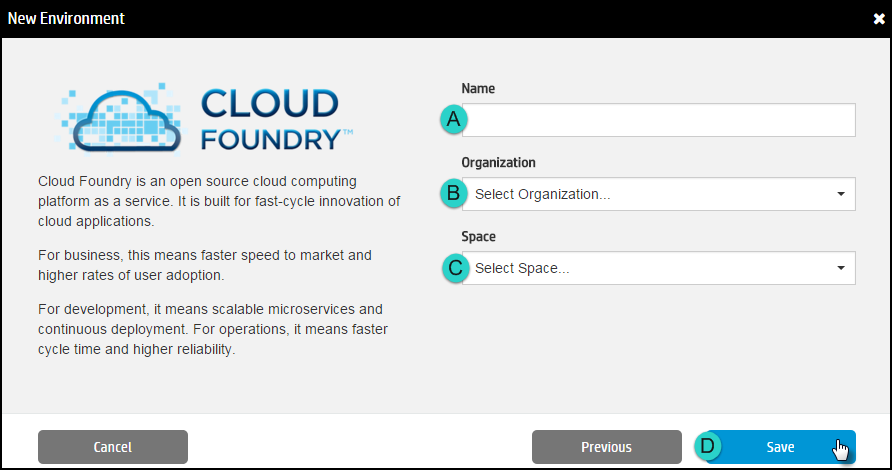 New Environment
CLOUD
FOUNDRY™
Cloud Foundry is an open source cloud computing
platform as a service. It is built for fast-cycle innovation of
cloud applications.
For business, this means faster speed to market and
higher rates of user adoption.
For development, it means scalable microservices and
continuous deployment. For operations, it means faster
cycle time and higher reliability.
Name
A
Organization
B Select Organization...
Space
C Select Space...
Cancel
Previous
D Save